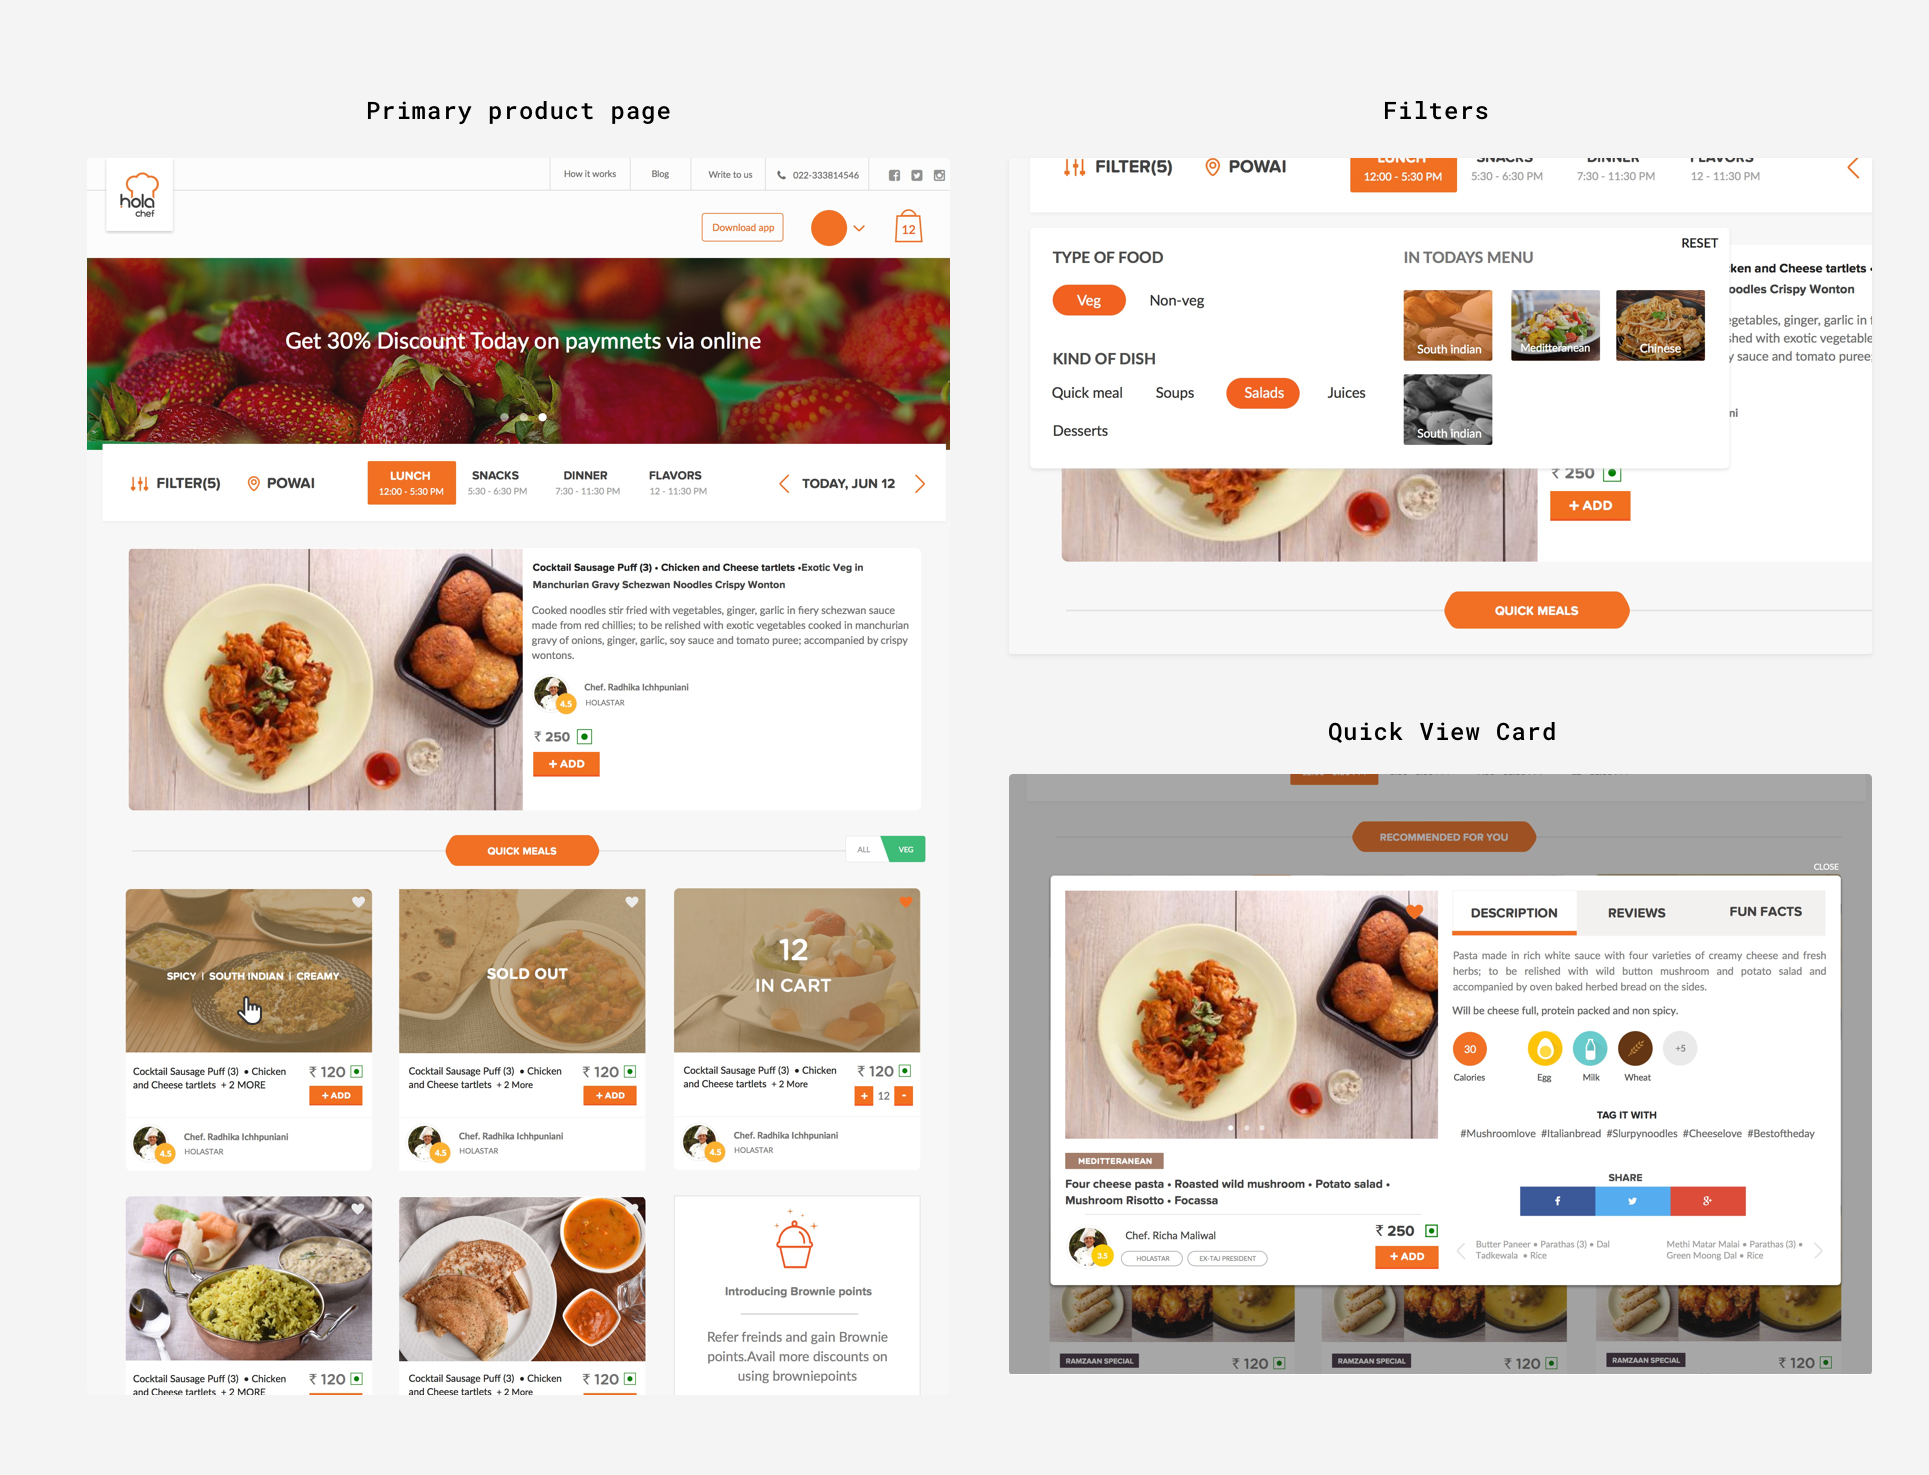 Primary product page
hola
chef
How it works
Blog
Write to us
022-333814546
Download app
12
Get 30% Discount Today on paymnets via online
FILTER(5)
POWAI
LUNCH
12:00 - 5:30 PM
SNACKS
5:30 - 6:30 PM
DINNER
7:30 - 11:30 PM
FLAVORS
12 - 11:30 PM
TODAY, JUN 12
Cocktail Sausage Puff (3) • Chicken and Cheese tartlets •Exotic Veg in
Manchurian Gravy Schezwan Noodles Crispy Wonton
Cooked noodles stir fried with vegetables, ginger, garlic in fiery schezwan sauce
made from red chillies; to be relished with exotic vegetables cooked in manchurian
gravy of onions, ginger, garlic, soy sauce and tomato puree; accompanied by crispy
wontons.
Chef. Radhika Ichhpuniani
4.5
HOLASTAR
₹ 250
+ ADD
QUICK MEALS
ALL
VEG
SPICY | SOUTH INDIAN | CREAMY
Cocktail Sausage Puff (3) • Chicken
and Cheese tartlets + 2 MORE
₹ 120
+ ADD
Chef. Radhika Ichhpuniani
4.5
HOLASTAR
SOLD OUT
Cocktail Sausage Puff (3) • Chicken
and Cheese tartlets + 2 More
₹ 120
+ ADD
Chef. Radhika Ichhpuniani
4.5
HOLASTAR
12
IN CART
Cocktail Sausage Puff (3) • Chicken
and Cheese tartlets + 2 More
₹ 120
+ 12 -
Chef. Radhika Ichhpuniani
4.5
HOLASTAR
Cocktail Sausage Puff (3) • Chicken
and Cheese tartlets + 2 MORE
₹ 120
Cocktail Sausage Puff (3) • Chicken
and Cheese tartlets + 2 More
₹ 120
Introducing Brownie points
Refer freinds and gain Brownie
points.Avail more discounts on
using browniepoints
Filters
FILTER(5)
POWAI
LUNCH
12:00 - 5:30 PM
SNACKS
5:30 - 6:30 PM
DINNER
7:30 - 11:30 PM
FLAVORS
12 - 11:30 PM
RESET
TYPE OF FOOD
Veg
Non-veg
KIND OF DISH
Quick meal
Soups
Salads
Juices
Desserts
IN TODAYS MENU
South indian
Mediterranean
Chinese
South indian
ken and Cheese tartlets •
oodles Crispy Wonton
egetables, ginger, garlic in
shed with exotic vegetable
y sauce and tomato puree;
ni
₹ 250
+ ADD
QUICK MEALS
Quick View Card
RECOMMENDED FOR YOU
CLOSE
DESCRIPTION
REVIEWS
FUN FACTS
Pasta made in rich white sauce with four varieties of creamy cheese and fresh
herbs; to be relished with wild button mushroom and potato salad and
accompanied by oven baked herbed bread on the sides.
Will be cheese full, protein packed and non spicy.
30
+5
Calories
Egg
Milk
Wheat
TAG IT WITH
#Mushroomlove #Italianbread #Slurpynoodles #Cheeselove #Bestoftheday
SHARE
Butter Paneer • Parathas (3) • Dal
Tadkewala • Rice
Methi Matar Malai • Parathas (3) •
Green Moong Dal • Rice
MEDITTERANEAN
Four cheese pasta • Roasted wild mushroom • Potato salad •
Mushroom Risotto • Focassa
Chef. Richa Maliwal
3.5
HOLASTAR
EX-TAJ PRESIDENT
₹ 250
+ ADD
RAMZAAN SPECIAL
₹ 120
RAMZAAN SPECIAL
₹ 120
RAMZAAN SPECIAL
₹ 120